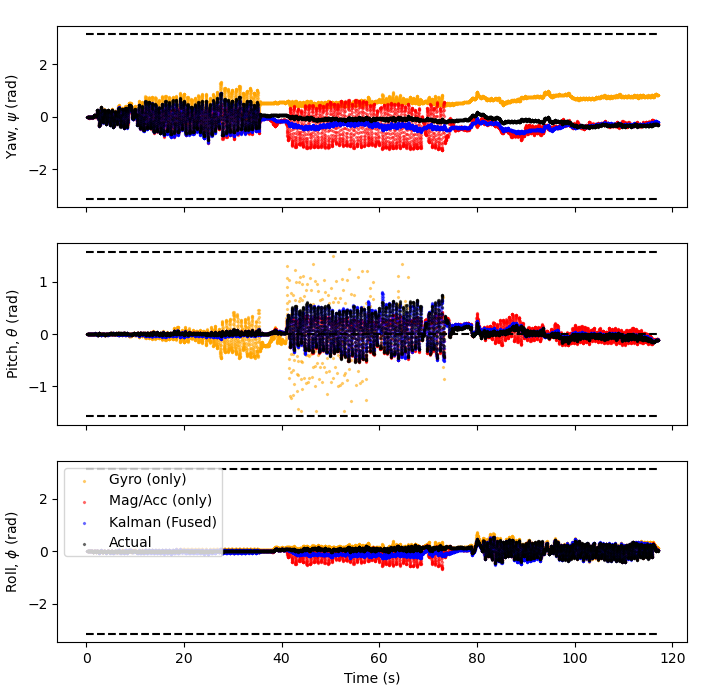 2
0
−2
Yaw, ψ (rad)
1
0
−1
Pitch, θ (rad)
2
0
−2
Roll, ϕ (rad)
Gyro (only)
Mag/Acc (only)
Kalman (Fused)
Actual
0 20 40 60 80 100 120
Time (s)